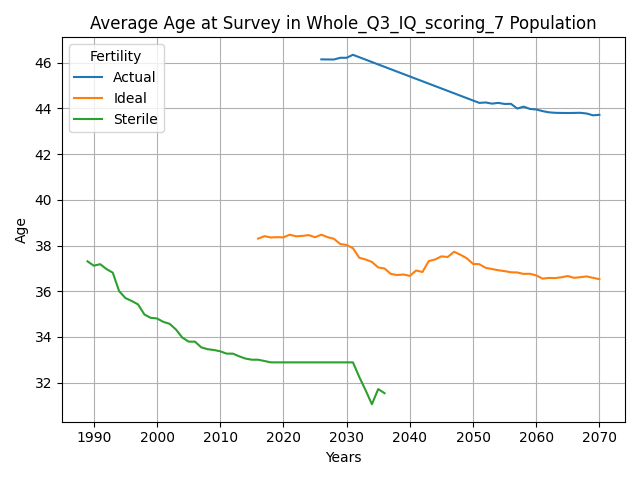 Average Age at Survey in Whole_Q3_IQ_scoring_7 Population
Fertility
Actual
Ideal
Sterile
Age
46
44
42
40
38
36
34
32
1990 2000 2010 2020 2030 2040 2050 2060 2070
Years